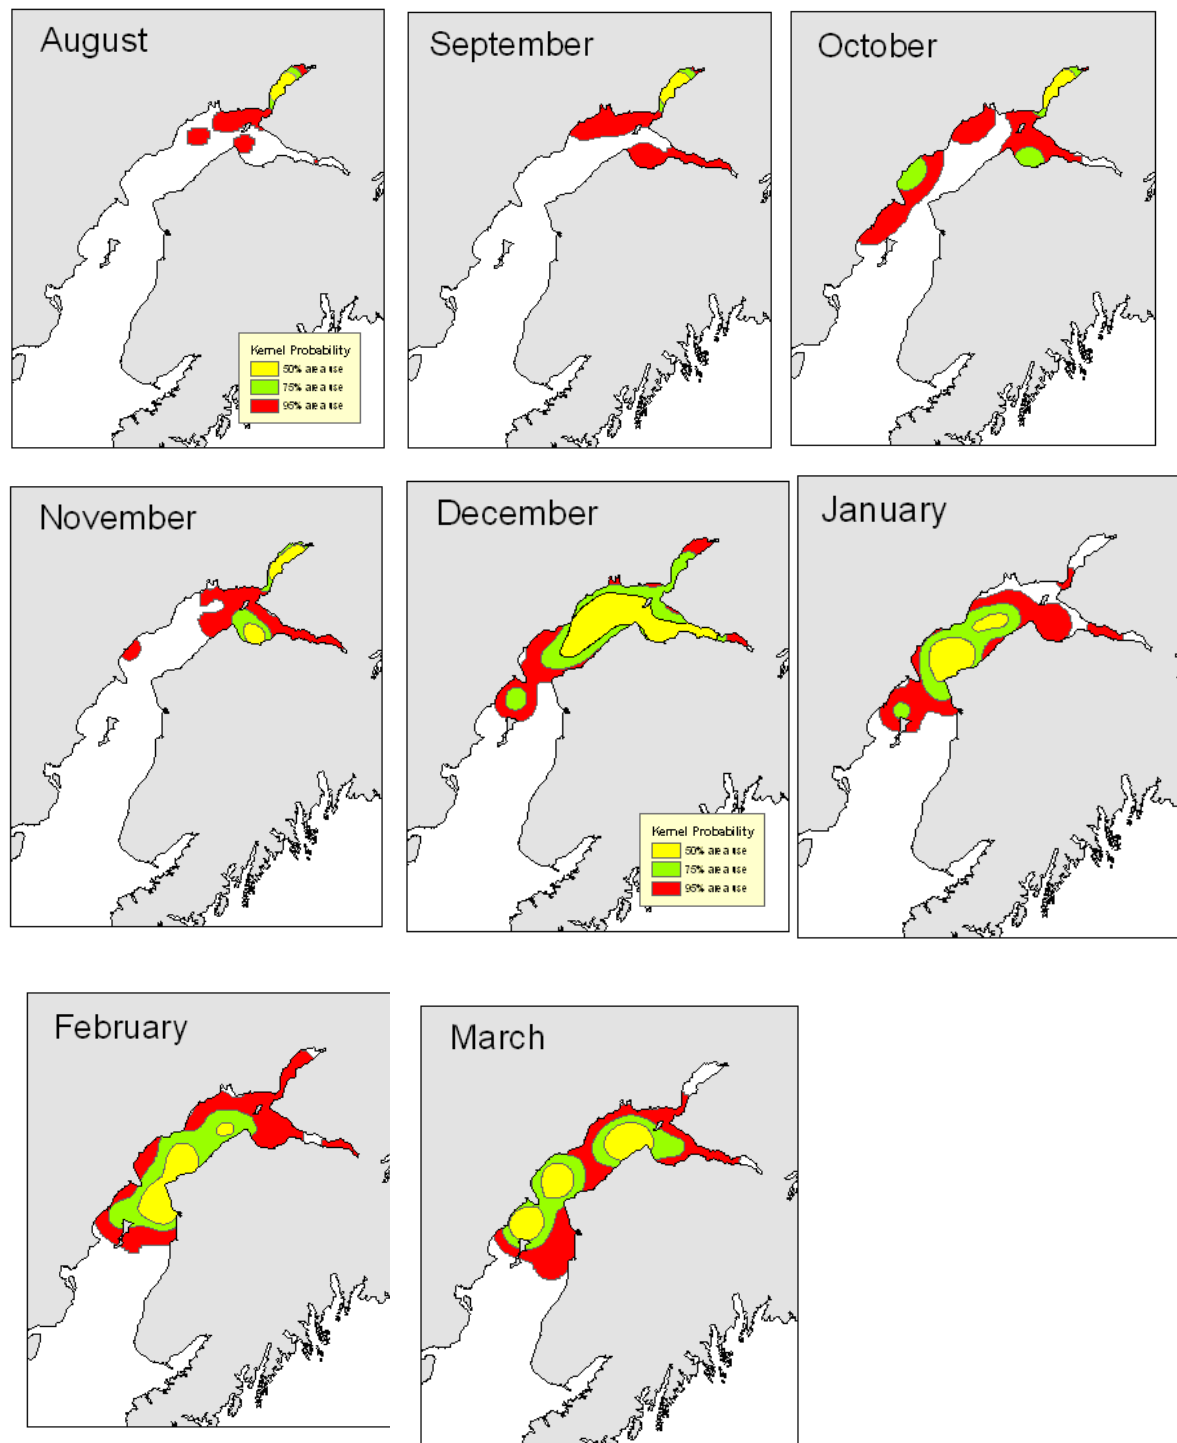 August
September
October
Kernel Probability
50% area use
75% area use
95% area use
November
December
January
Kernel Probability
50% area use
75% area use
95% area use
February
March